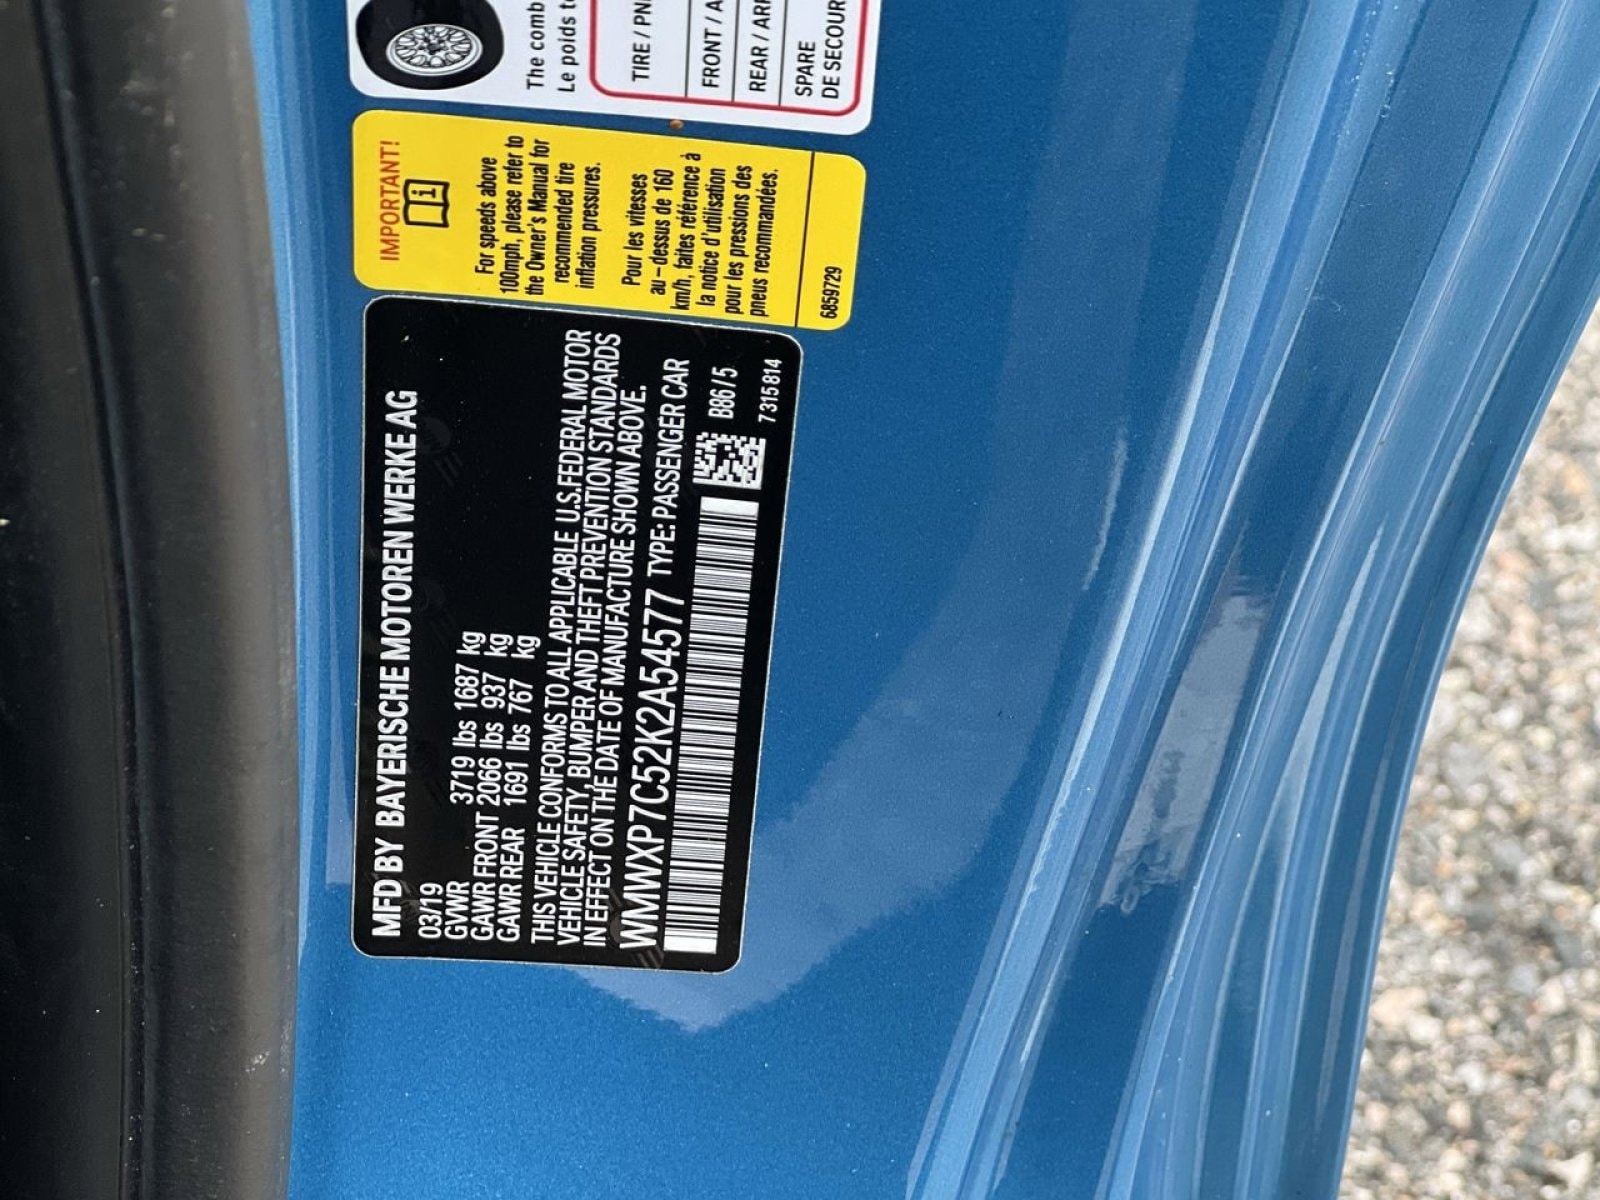 MFD BY BAYERISCHE MOTOREN WERKE AG
03/19
GVWR 3719 lbs 1687 kg
GAWR FRONT 2066 lbs 937 kg
GAWR REAR 1691 lbs 767 kg
THIS VEHICLE CONFORMS TO ALL APPLICABLE U.S.FEDERAL MOTOR
VEHICLE SAFETY, BUMPER AND THEFT PREVENTION STANDARDS
IN EFFECT ON THE DATE OF MANUFACTURE SHOWN ABOVE.
WMWXP7C52K2A54577 TYPE: PASSENGER CAR
B86/5
7315814
IMPORTANT!
For speeds above
100mph, please refer to
the Owner's Manual for
recommended tire
inflation pressures.
Pour les vitesses
au-dessus de 160
km/h, faites référence à
la notice d'utilisation
pour les pressions des
pneus recommandées.
6859729
The comb
Le poids
TIRE / PN
FRONT / A
REAR / ARR
SPARE
DE SECOUR